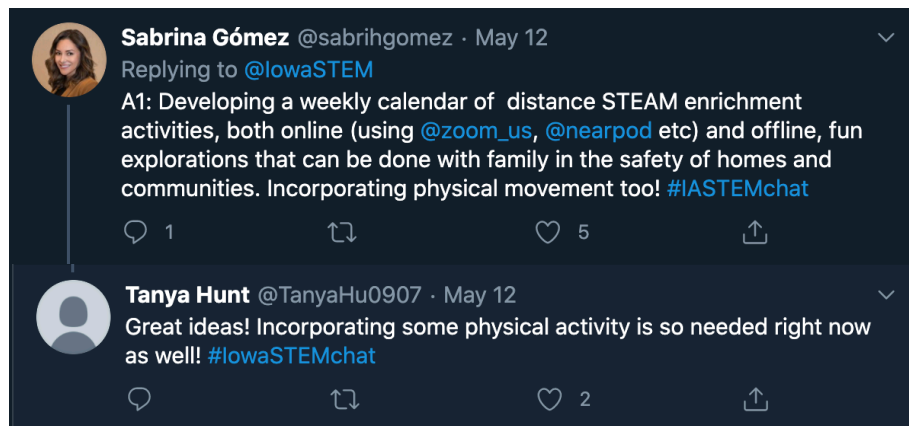 Sabrina Gómez @sabrihgomez · May 12
Replying to @IowaSTEM
A1: Developing a weekly calendar of distance STEAM enrichment
activities, both online (using @zoom_us, @nearpod etc) and offline, fun
explorations that can be done with family in the safety of homes and
communities. Incorporating physical movement too! #IASTEMchat
1 5
Tanya Hunt @TanyaHu0907 · May 12
Great ideas! Incorporating some physical activity is so needed right now
as well! #IowaSTEMchat
2